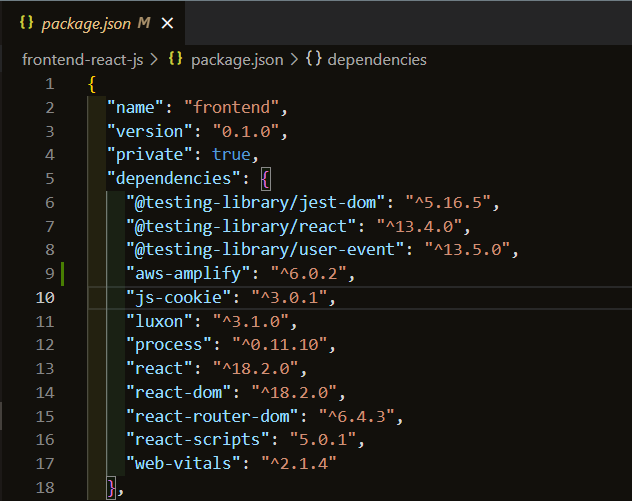 {} package.json M ×
frontend-react-js > {} package.json > {} dependencies
1 {
2 "name": "frontend",
3 "version": "0.1.0",
4 "private": true,
5 "dependencies": {
6 "@testing-library/jest-dom": "^5.16.5",
7 "@testing-library/react": "^13.4.0",
8 "@testing-library/user-event": "^13.5.0",
9 "aws-amplify": "^6.0.2",
10 "js-cookie": "^3.0.1",
11 "luxon": "^3.1.0",
12 "process": "^0.11.10",
13 "react": "^18.2.0",
14 "react-dom": "^18.2.0",
15 "react-router-dom": "^6.4.3",
16 "react-scripts": "5.0.1",
17 "web-vitals": "^2.1.4"
18 },